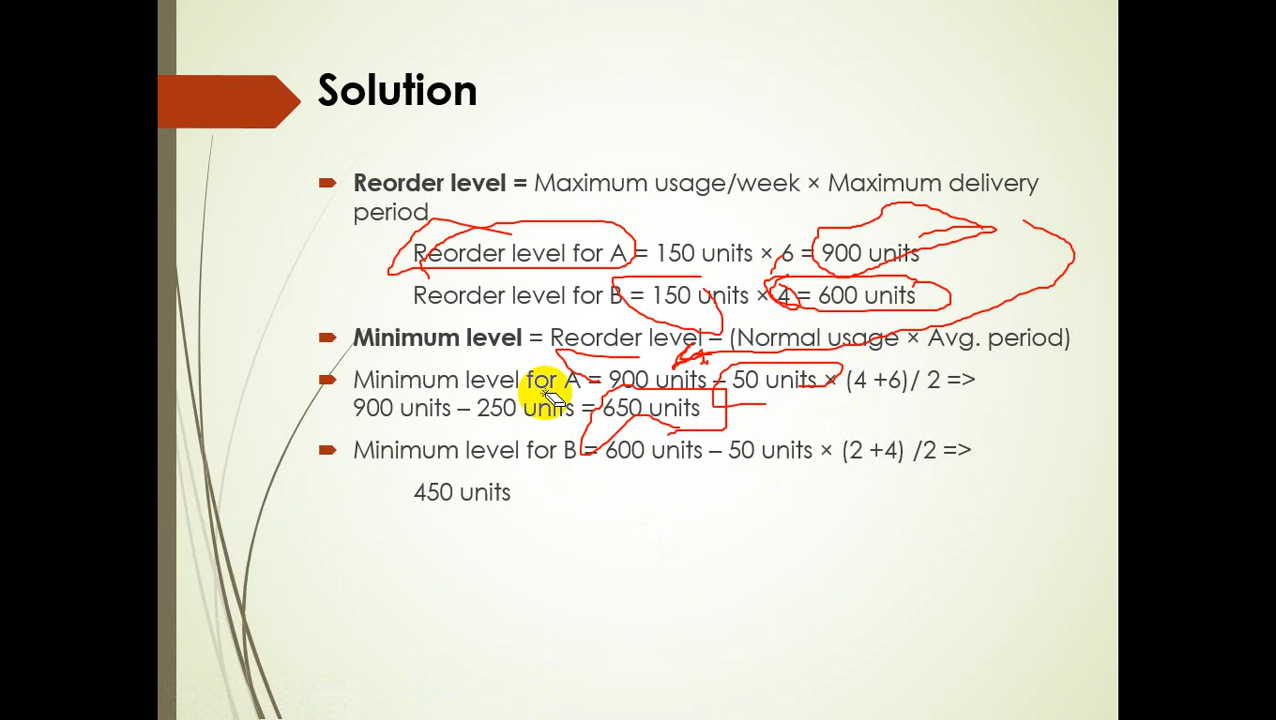 Solution
Reorder level = Maximum usage/week × Maximum delivery
period
Reorder level for A = 150 units × 6 = 900 units
Reorder level for B = 150 units × 4 = 600 units
Minimum level = Reorder level – (Normal usage × Avg. period)
Minimum level for A = 900 units – 50 units × (4 +6)/ 2 =>
900 units – 250 units = 650 units
Minimum level for B = 600 units – 50 units × (2 +4) /2 =>
450 units